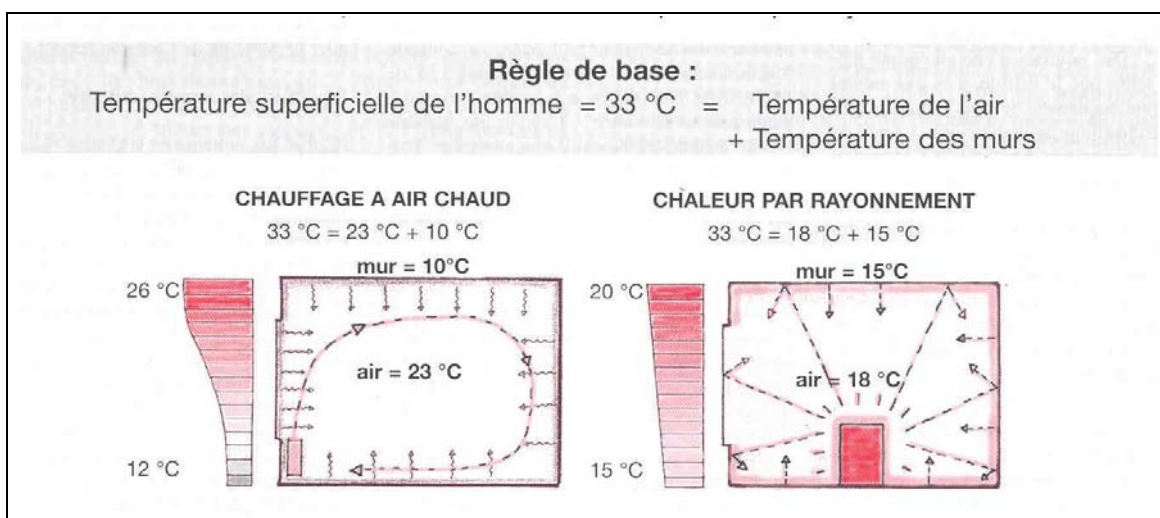 Règle de base :
Température superficielle de l'homme = 33 °C = Température de l'air
+ Température des murs
CHAUFFAGE A AIR CHAUD
33 °C = 23 °C + 10 °C
mur = 10°C
26 °C
air = 23 °C
12 °C
CHALEUR PAR RAYONNEMENT
33 °C = 18 °C + 15 °C
mur = 15°C
20 °C
air = 18 °C
15 °C